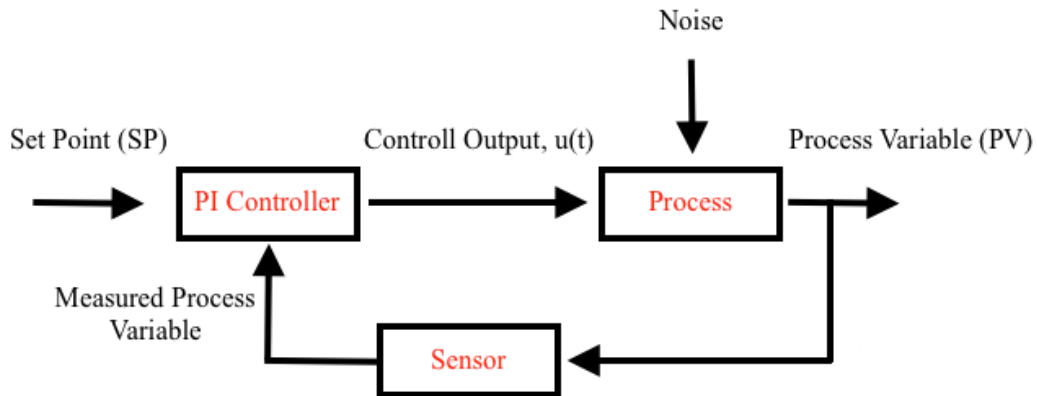 Noise
Set Point (SP)
Controll Output, u(t)
Process Variable (PV)
PI Controller
Process
Measured Process
Variable
Sensor